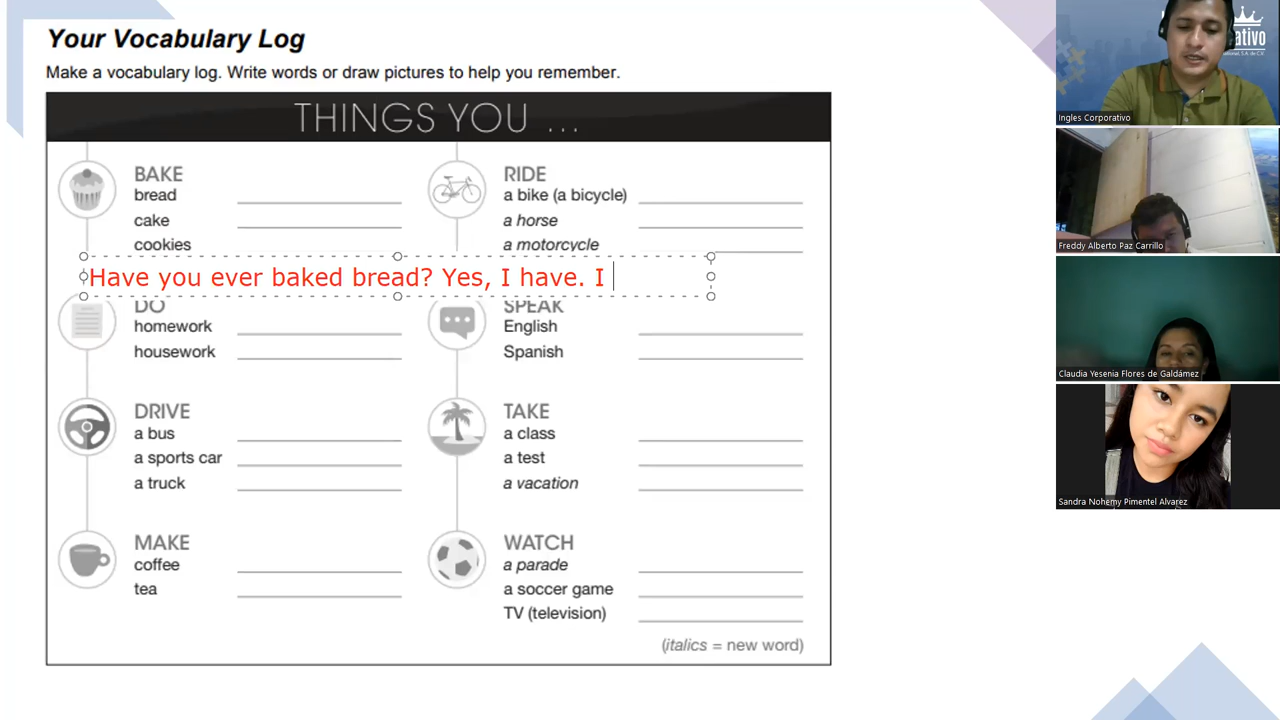 Your Vocabulary Log
Make a vocabulary log. Write words or draw pictures to help you remember.
THINGS YOU ...
BAKE
bread
cake
cookies
RIDE
a bike (a bicycle)
a horse
a motorcycle
Have you ever baked bread? Yes, I have. I
DO
homework
housework
SPEAK
English
Spanish
DRIVE
a bus
a sports car
a truck
TAKE
a class
a test
a vacation
MAKE
coffee
tea
WATCH
a parade
a soccer game
TV (television)
(italics = new word)
Ingles Corporativo
Freddy Alberto Paz Carrillo
Claudia Yesenia Flores de Galdámez
Sandra Nohemy Pimentel Alvarez